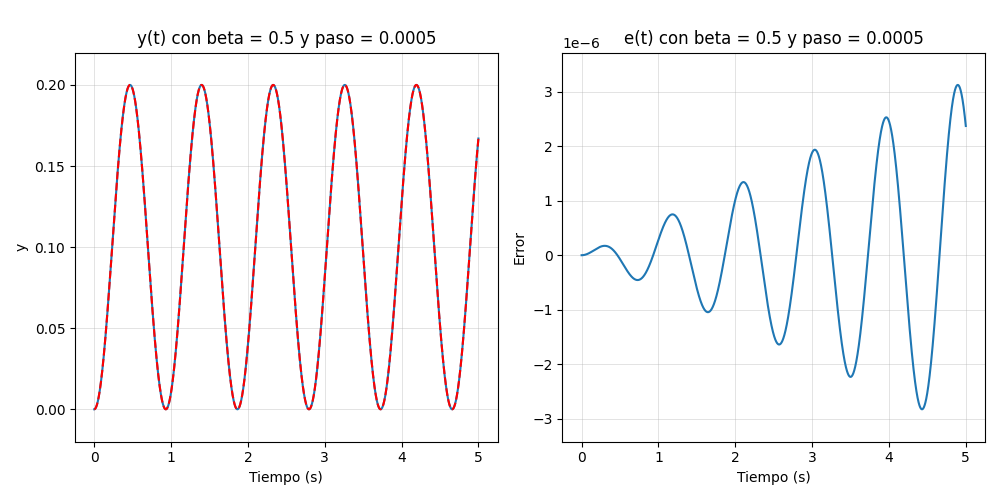 y(t) con beta = 0.5 y paso = 0.0005
y
0.20
0.15
0.10
0.05
0.00
0 1 2 3 4 5
Tiempo (s)
1e−6
e(t) con beta = 0.5 y paso = 0.0005
Error
3
2
1
0
−1
−2
−3
0 1 2 3 4 5
Tiempo (s)